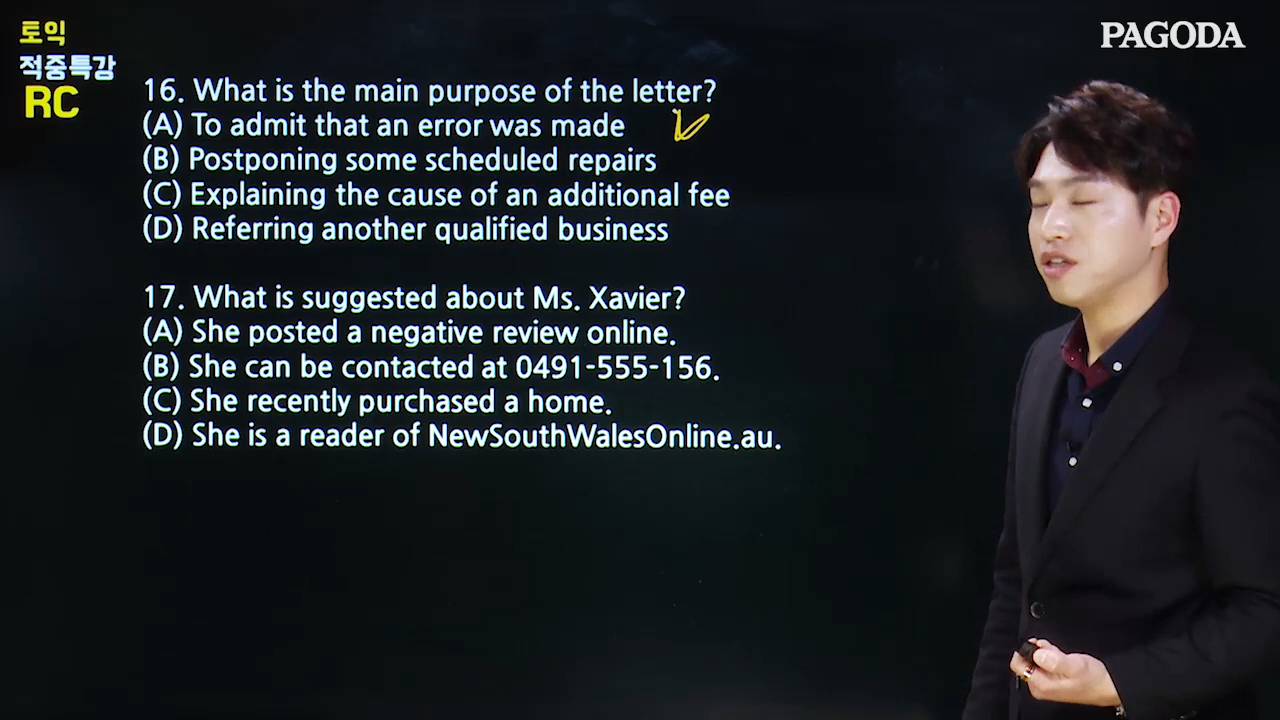 토익
적중특강
RC
PAGODA
16. What is the main purpose of the letter?
(A) To admit that an error was made
(B) Postponing some scheduled repairs
(C) Explaining the cause of an additional fee
(D) Referring another qualified business
17. What is suggested about Ms. Xavier?
(A) She posted a negative review online.
(B) She can be contacted at 0491-555-156.
(C) She recently purchased a home.
(D) She is a reader of NewSouthWalesOnline.au.